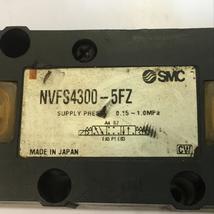 SMC
NVFS4300-5FZ
SUPPLY PRESS. 0.15~1.0MPa
MADE IN JAPAN
CW